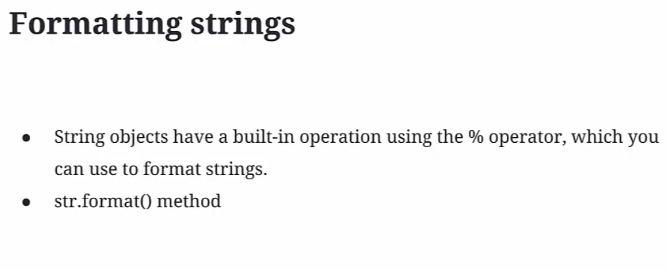 Formatting strings
● String objects have a built-in operation using the % operator, which you
can use to format strings.
● str.format() method